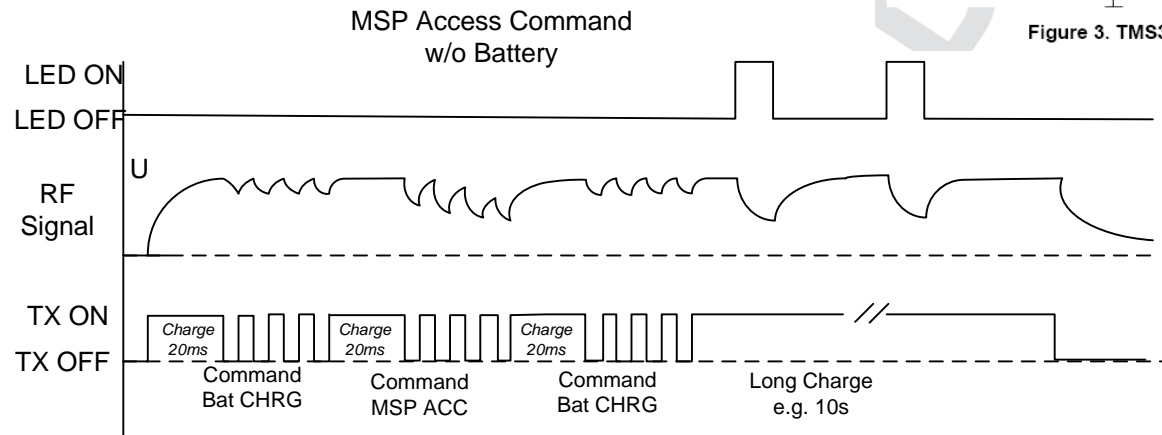 MSP Access Command
w/o Battery
Figure 3. TMS3
LED ON
LED OFF
U
RF
Signal
TX ON
TX OFF
Charge
20ms
Charge
20ms
Charge
20ms
Command
Bat CHRG
Command
MSP ACC
Command
Bat CHRG
Long Charge
e.g. 10s